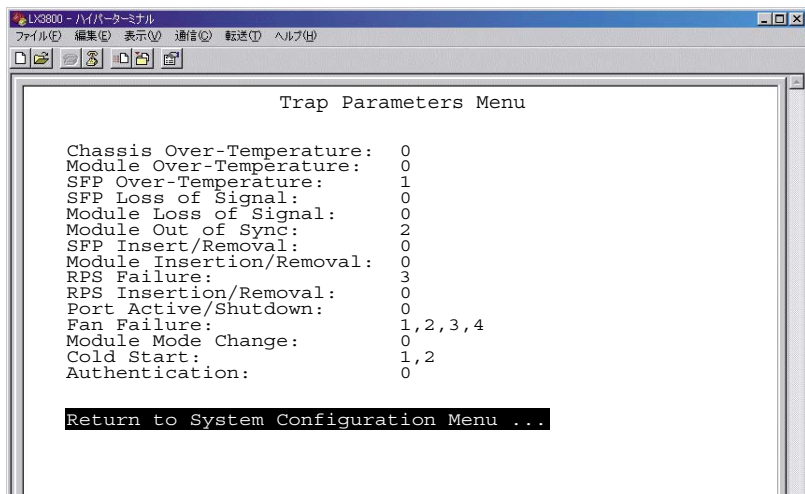 LX3800 - ハイパーターミナル
ファイル(F) 編集(E) 表示(V) 通信(C) 転送(T) ヘルプ(H)
Trap Parameters Menu
Chassis Over-Temperature: 0
Module Over-Temperature: 0
SFP Over-Temperature: 1
SFP Loss of Signal: 0
Module Loss of Signal: 0
Module Out of Sync: 2
SFP Insert/Removal: 0
Module Insertion/Removal: 0
RPS Failure: 3
RPS Insertion/Removal: 0
Port Active/Shutdown: 0
Fan Failure: 1,2,3,4
Module Mode Change: 0
Cold Start: 1,2
Authentication: 0
Return to System Configuration Menu ...